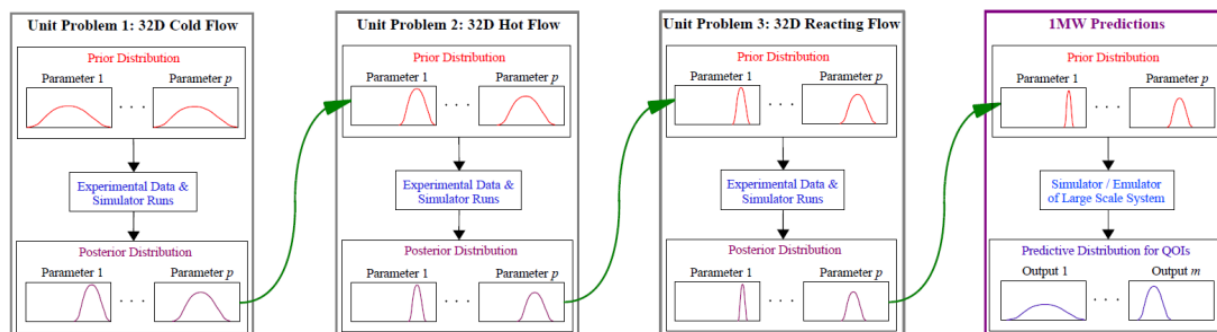 Unit Problem 1: 32D Cold Flow
Prior Distribution
Parameter 1
Parameter p
. . .
Experimental Data &
Simulator Runs
Posterior Distribution
Parameter 1
Parameter p
. . .
Unit Problem 2: 32D Hot Flow
Prior Distribution
Parameter 1
Parameter p
. . .
Experimental Data &
Simulator Runs
Posterior Distribution
Parameter 1
Parameter p
. . .
Unit Problem 3: 32D Reacting Flow
Prior Distribution
Parameter 1
Parameter p
. . .
Experimental Data &
Simulator Runs
Posterior Distribution
Parameter 1
Parameter p
. . .
1MW Predictions
Prior Distribution
Parameter 1
Parameter p
. . .
Simulator / Emulator
of Large Scale System
Predictive Distribution for QOIs
Output 1
Output m
. . .